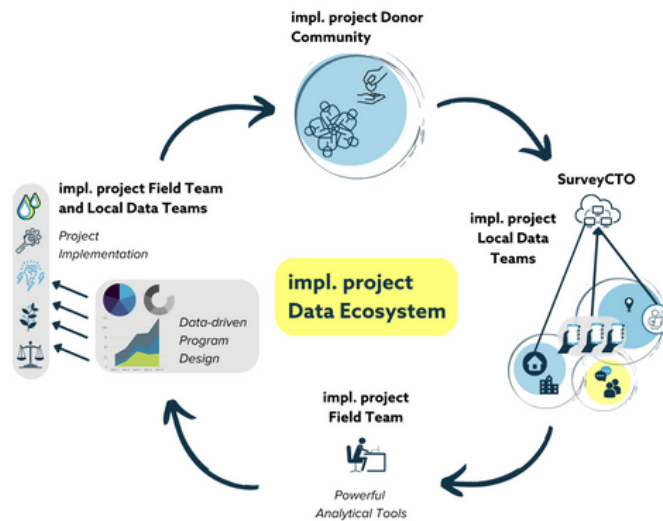 impl. project Donor
Community
SurveyCTO
impl. project
Local Data
Teams
impl. project Field Team
and Local Data Teams
Project
Implementation
Data-driven
Program
Design
impl. project
Data Ecosystem
impl. project
Field Team
Powerful
Analytical Tools